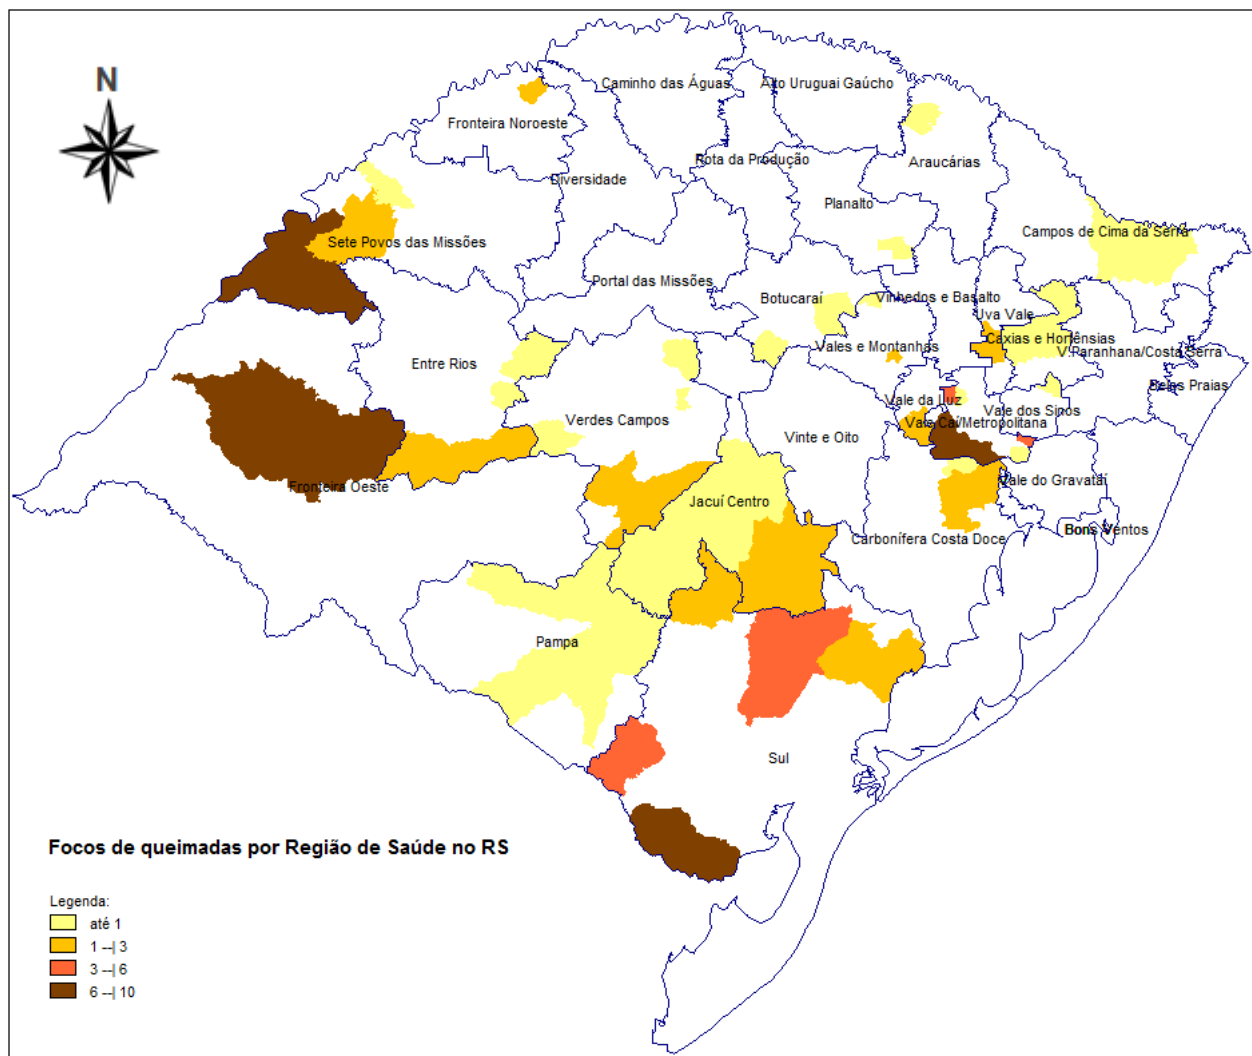 N
Caminho das Águas
Alto Uruguai Gaúcho
Fronteira Noroeste
Rota da Produção
Araucárias
Diversidade
Planalto
Sete Povos das Missões
Campos de Cima da Serra
Portal das Missões
Botucaraí
Vinhedos e Basalto
Uva Vale
Caxias e Hortênsias
Vales e Montanhas
V.Paranhana/Costa Serra
Entre Rios
Belas Praias
Vale da Luz
Vale dos Sinos
Verdes Campos
Vale Caí/Metropolitana
Vinte e Oito
Fronteira Oeste
Vale do Gravataí
Jacuí Centro
Bons Ventos
Carbonífera Costa Doce
Pampa
Sul
Focos de queimadas por Região de Saúde no RS
Legenda:
até 1
1 --| 3
3 --| 6
6 --| 10